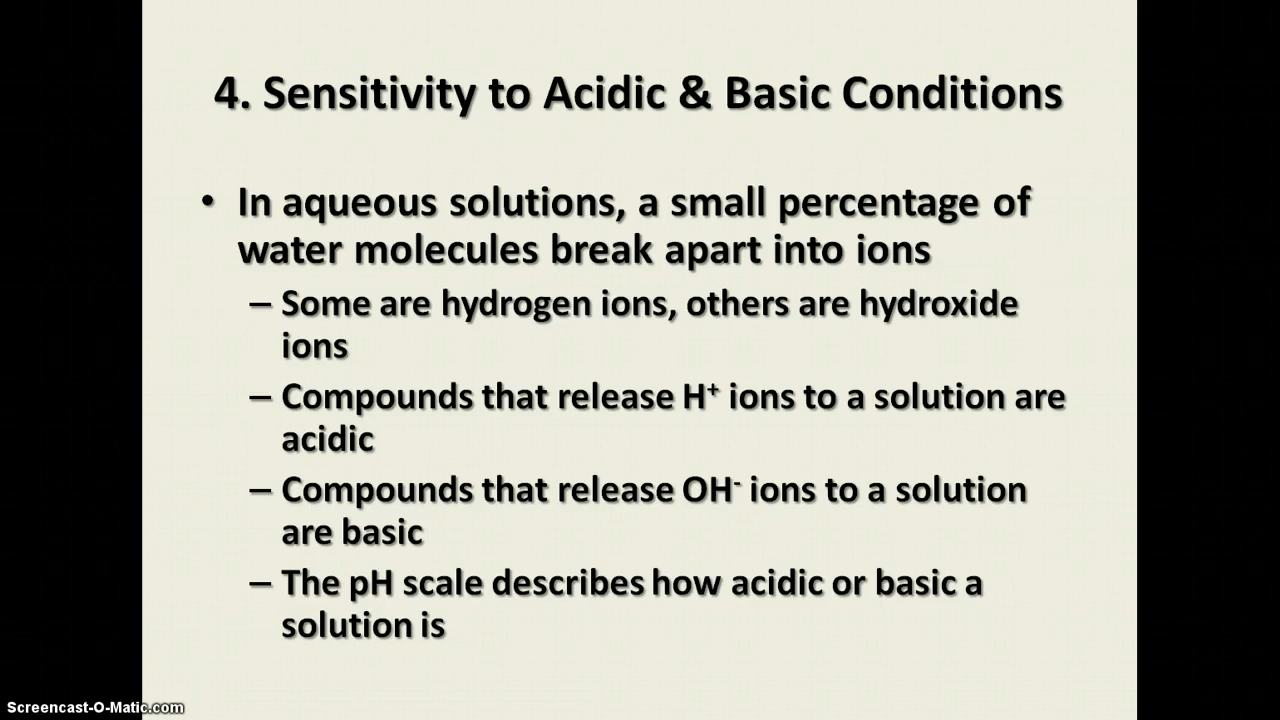 4. Sensitivity to Acidic & Basic Conditions
• In aqueous solutions, a small percentage of
water molecules break apart into ions
– Some are hydrogen ions, others are hydroxide
ions
– Compounds that release H⁺ ions to a solution are
acidic
– Compounds that release OH⁻ ions to a solution
are basic
– The pH scale describes how acidic or basic a
solution is
Screencast-O-Matic.com